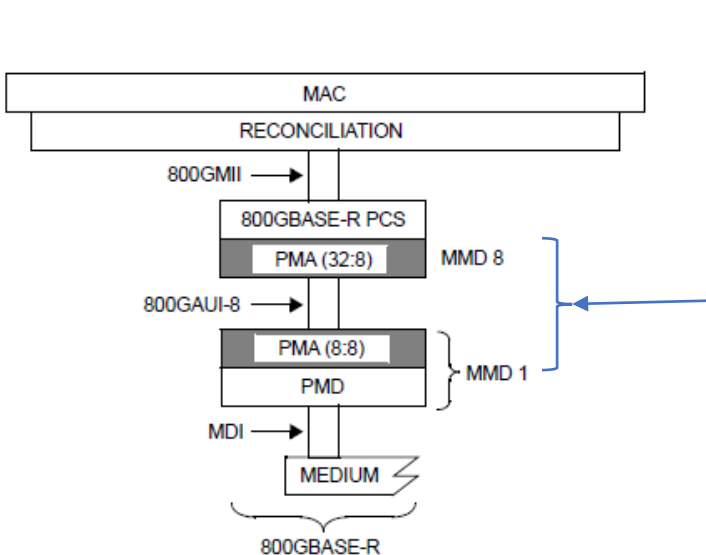 MAC
RECONCILIATION
800GMII
800GBASE-R PCS
PMA (32:8)
MMD 8
800GAUI-8
PMA (8:8)
MMD 1
PMD
MDI
MEDIUM
800GBASE-R